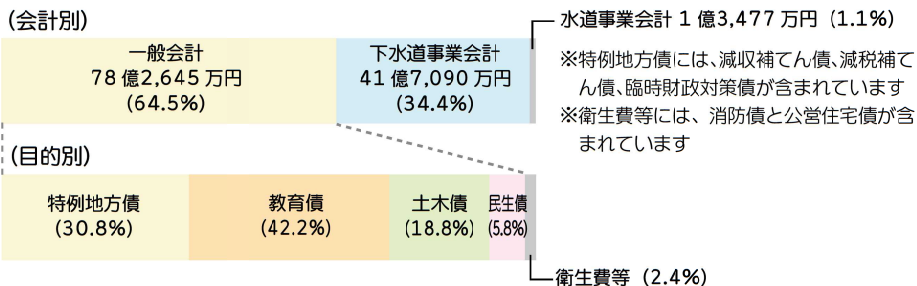 (会計別)
水道事業会計 1 億3,477 万円 (1.1%)
一般会計
78 億2,645 万円
(64.5%)
下水道事業会計
41 億7,090 万円
(34.4%)
※特例地方債には、減収補てん債、減税補て
ん債、臨時財政対策債が含まれています
※衛生費等には、消防債と公営住宅債が含
まれています
(目的別)
特例地方債
(30.8%)
教育債
(42.2%)
土木債
(18.8%)
民生債
(5.8%)
衛生費等 (2.4%)